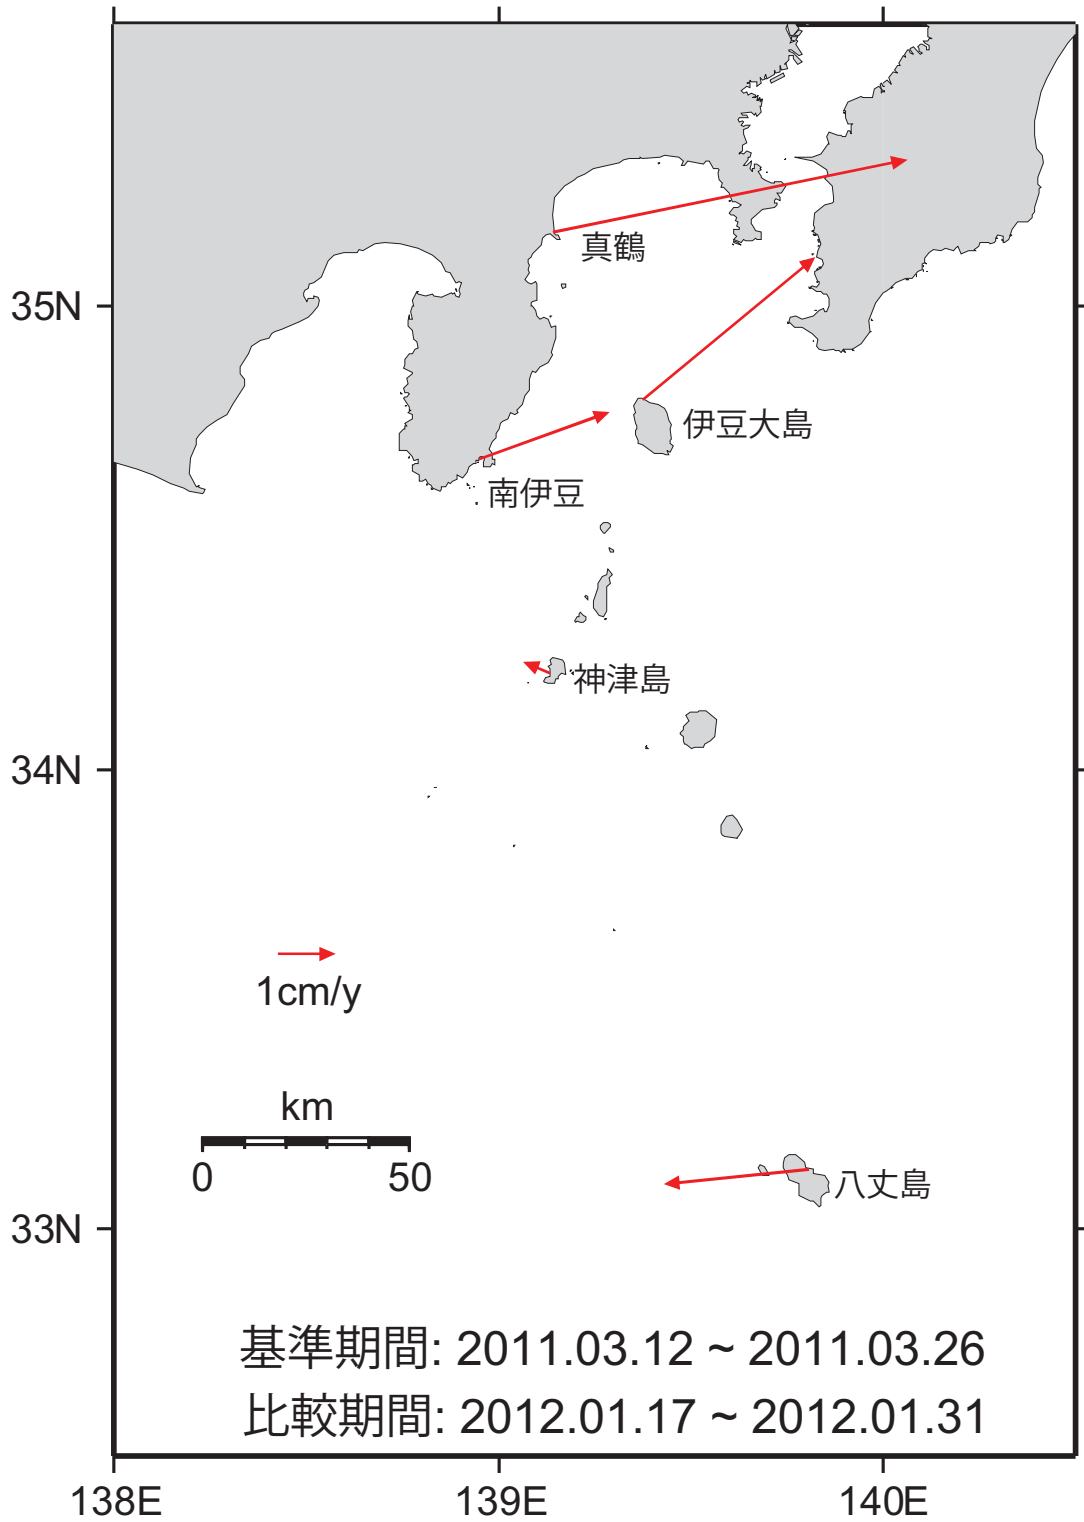 真鶴
35N
伊豆大島
南伊豆
神津島
34N
1cm/y
km
0 50
八丈島
33N
基準期間: 2011.03.12 ~ 2011.03.26
比較期間: 2012.01.17 ~ 2012.01.31
138E 139E 140E